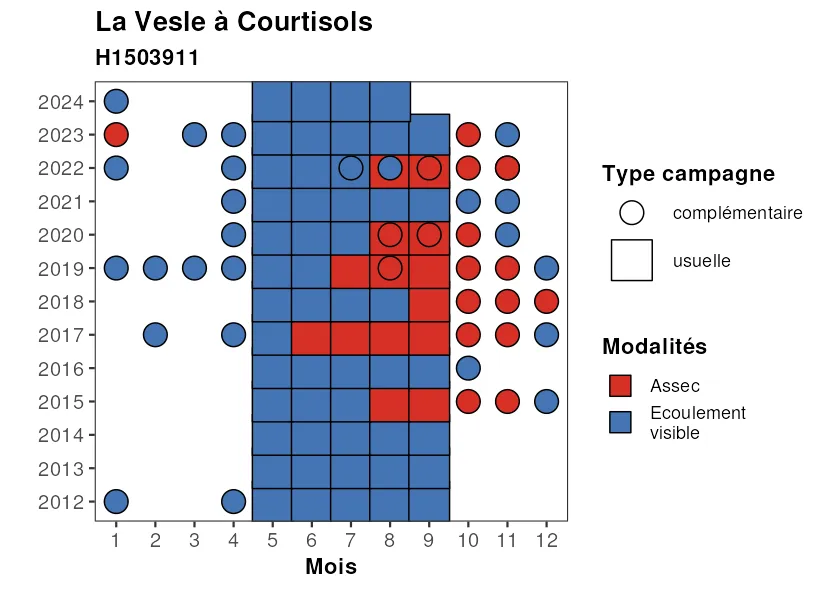 La Vesle à Courtisols
H1503911
2024
2023
2022
2021
2020
2019
2018
2017
2016
2015
2014
2013
2012
1 2 3 4 5 6 7 8 9 10 11 12
Mois
Type campagne
complémentaire
usuelle
Modalités
Assec
Ecoulement
visible